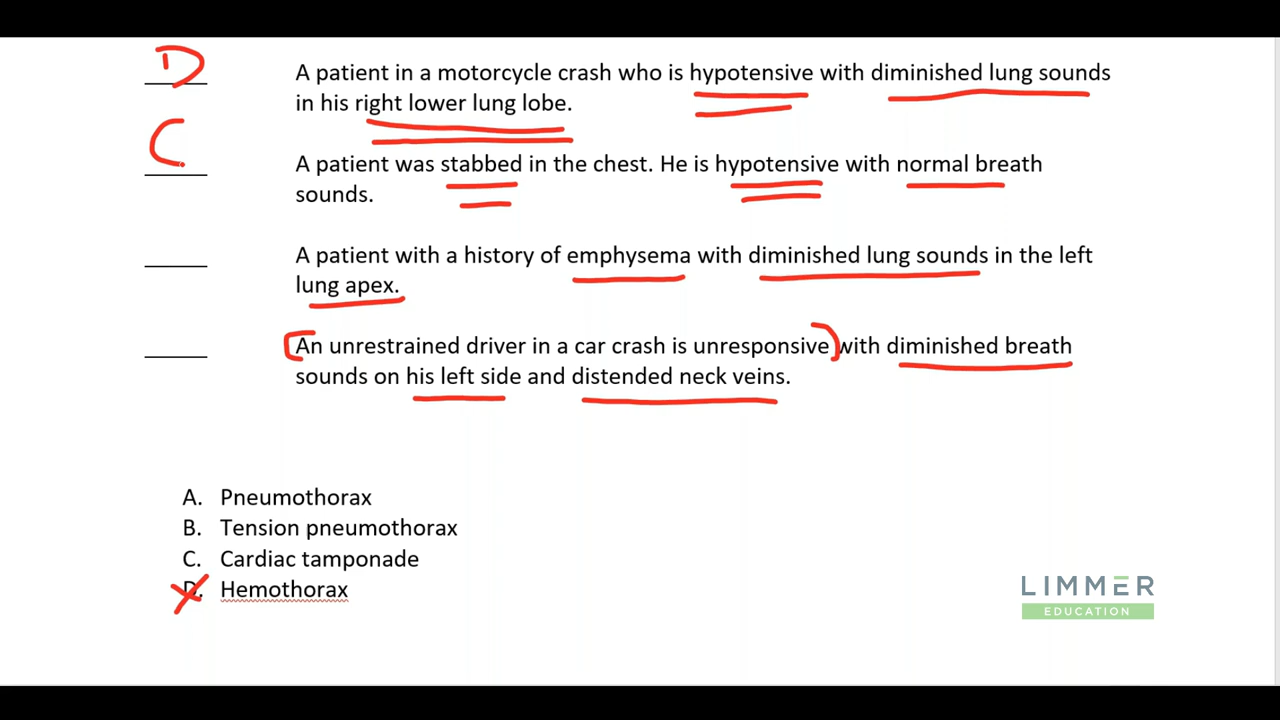 D
A patient in a motorcycle crash who is hypotensive with diminished lung sounds
in his right lower lung lobe.
C
A patient was stabbed in the chest. He is hypotensive with normal breath
sounds.
A patient with a history of emphysema with diminished lung sounds in the left
lung apex.
An unrestrained driver in a car crash is unresponsive with diminished breath
sounds on his left side and distended neck veins.
A. Pneumothorax
B. Tension pneumothorax
C. Cardiac tamponade
D. Hemothorax
LIMMER
EDUCATION